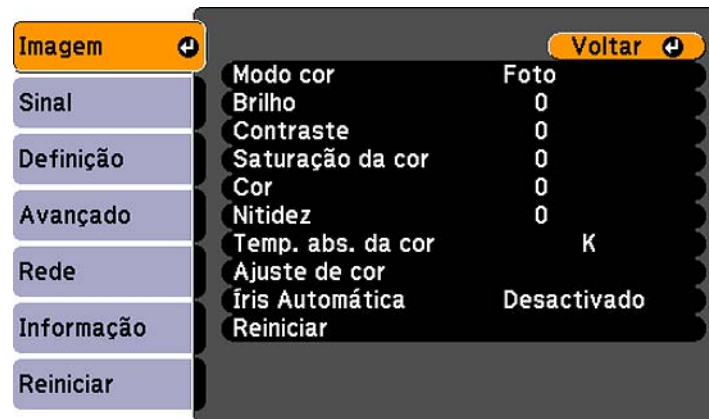 Imagem
Sinal
Definição
Avançado
Rede
Informação
Reiniciar
Voltar
Modo cor Foto
Brilho 0
Contraste 0
Saturação da cor 0
Cor 0
Nitidez 0
Temp. abs. da cor K
Ajuste de cor
Íris Automática Desactivado
Reiniciar